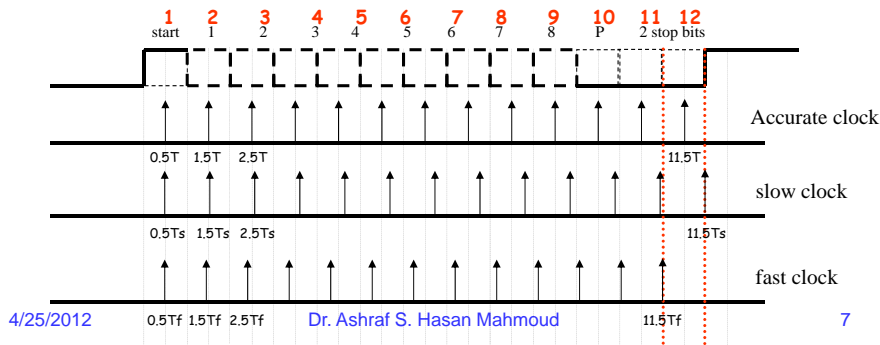 1 2 3 4 5 6 7 8 9 10 11 12
start 1 2 3 4 5 6 7 8 P 2 stop bits
Accurate clock
0.5T 1.5T 2.5T 11.5T
slow clock
0.5Ts 1.5Ts 2.5Ts 11.5Ts
fast clock
0.5Tf 1.5Tf 2.5Tf 11.5Tf
4/25/2012 Dr. Ashraf S. Hasan Mahmoud 7